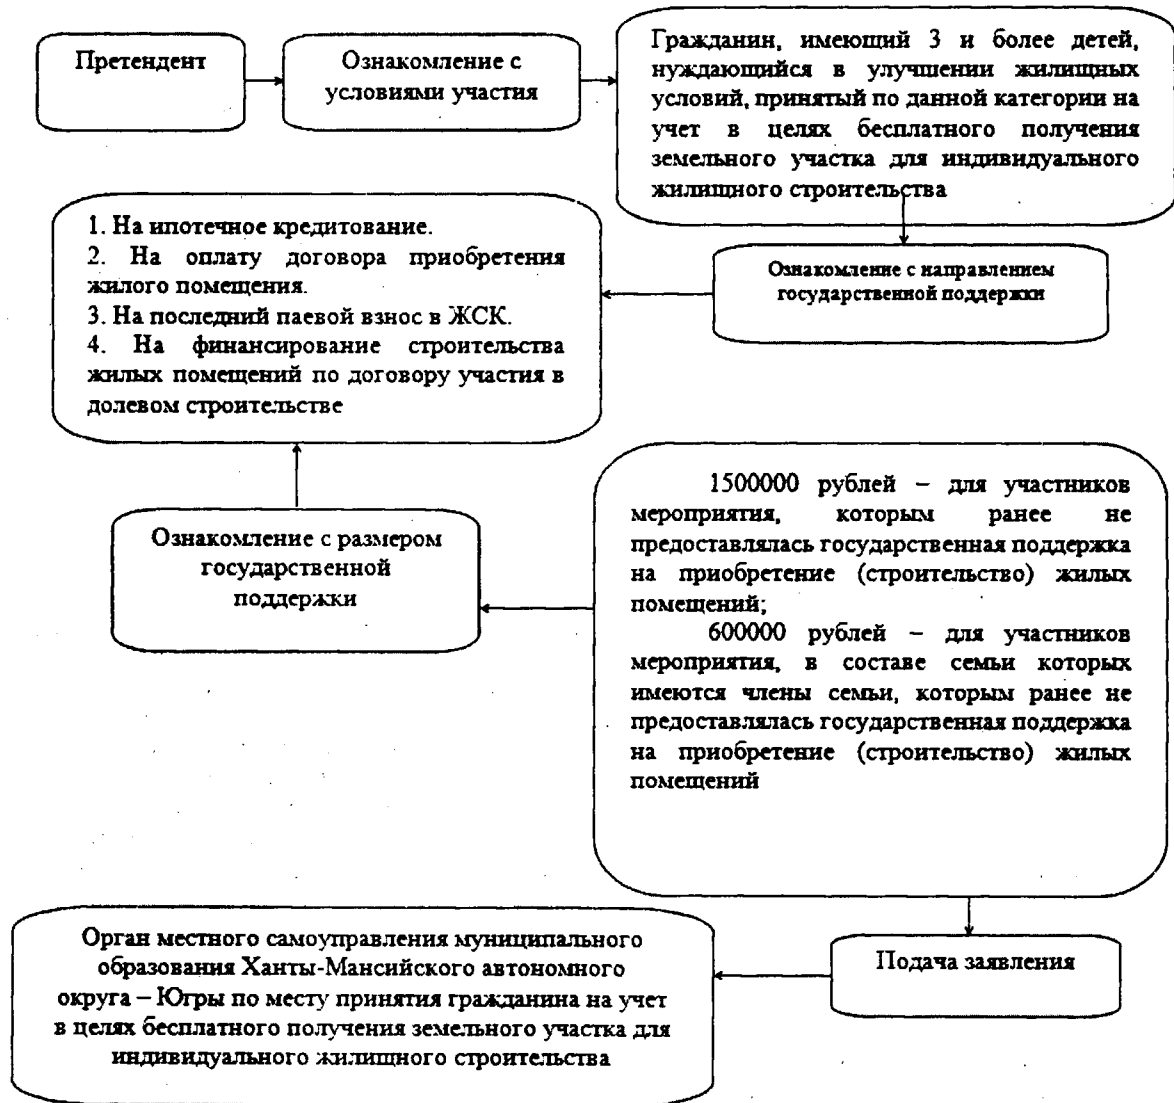 Претендент
Ознакомление с
условиями участия
Гражданин, имеющий 3 и более детей,
нуждающийся в улучшении жилищных
условий, принятый по данной категории на
учет в целях бесплатного получения
земельного участка для индивидуального
жилищного строительства
Ознакомление с направлением
государственной поддержки
1. На ипотечное кредитование.
2. На оплату договора приобретения
жилого помещения.
3. На последний паевой взнос в ЖСК.
4. На финансирование строительства
жилых помещений по договору участия в
долевом строительстве
Ознакомление с размером
государственной
поддержки
1500000 рублей – для участников
мероприятия, которым ранее не
предоставлялась государственная поддержка
на приобретение (строительство) жилых
помещений;
600000 рублей – для участников
мероприятия, в составе семьи которых
имеются члены семьи, которым ранее не
предоставлялась государственная поддержка
на приобретение (строительство) жилых
помещений
Подача заявления
Орган местного самоуправления муниципального
образования Ханты-Мансийского автономного
округа – Югры по месту принятия гражданина на учет
в целях бесплатного получения земельного участка для
индивидуального жилищного строительства